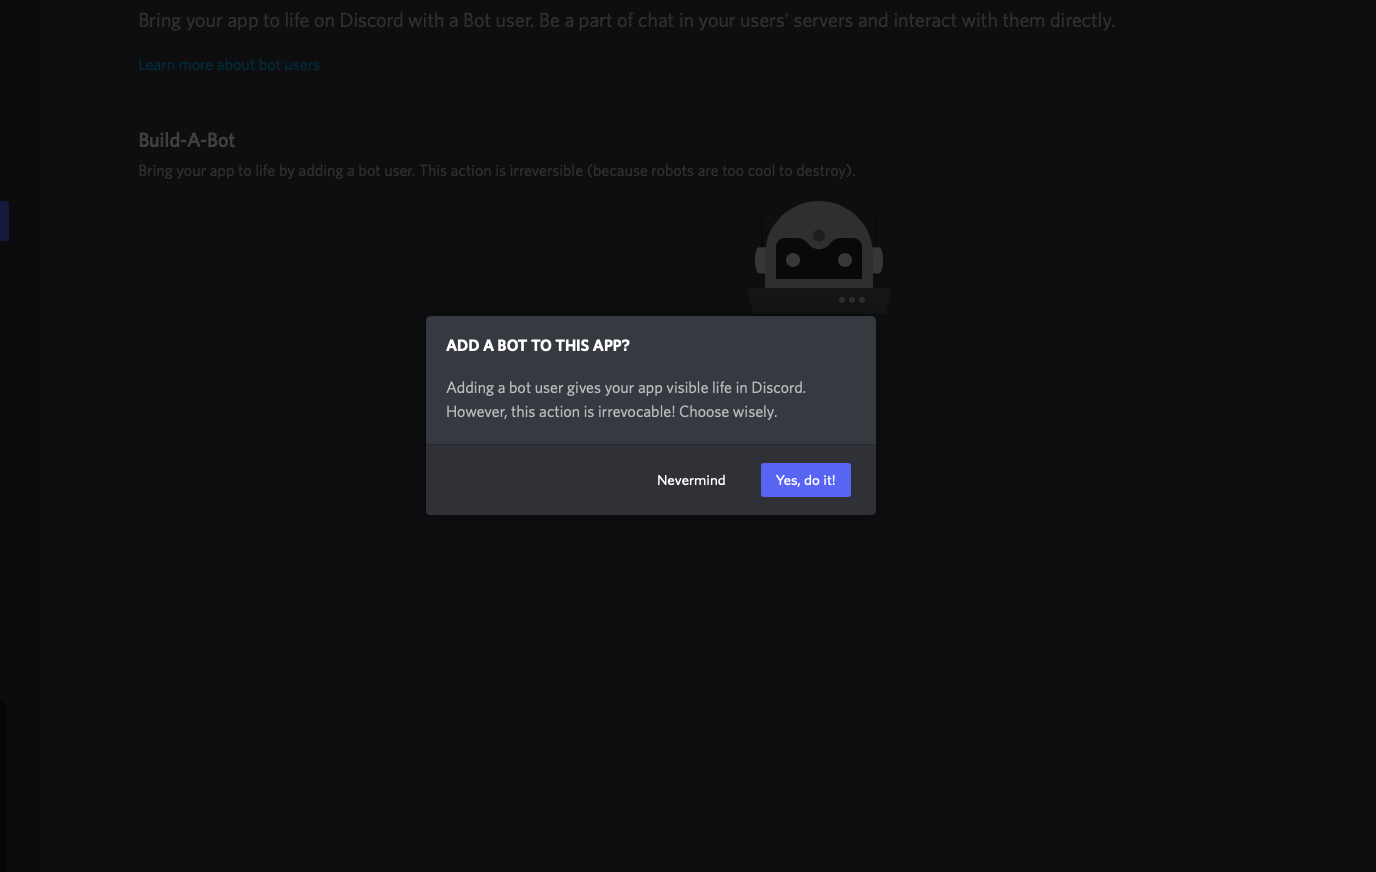 Bring your app to life on Discord with a Bot user. Be a part of chat in your users' servers and interact with them directly.
Learn more about bot users
Build-A-Bot
Bring your app to life by adding a bot user. This action is irreversible (because robots are too cool to destroy).
ADD A BOT TO THIS APP?
Adding a bot user gives your app visible life in Discord.
However, this action is irrevocable! Choose wisely.
Nevermind
Yes, do it!